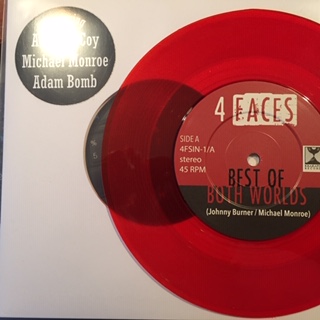 Michael Monroe
Adam Bomb
4 FACES
SIDE A
4FSIN-1/A
stereo
45 RPM
BEST OF
BOTH WORLDS
(Johnny Burner / Michael Monroe)